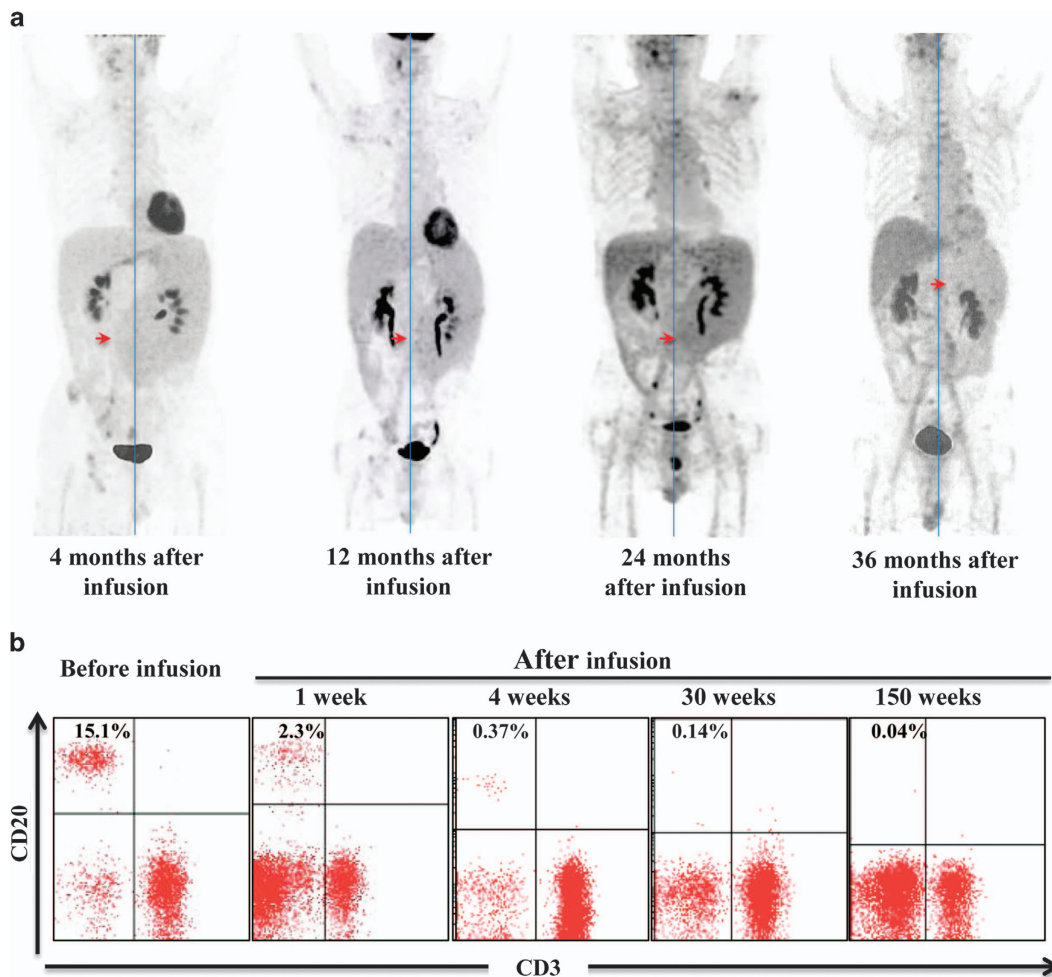 a
4 months after
infusion
12 months after
infusion
24 months
after infusion
36 months after
infusion
b
Before infusion
After infusion
1 week
4 weeks
30 weeks
150 weeks
15.1%
2.3%
0.37%
0.14%
0.04%
CD20
CD3